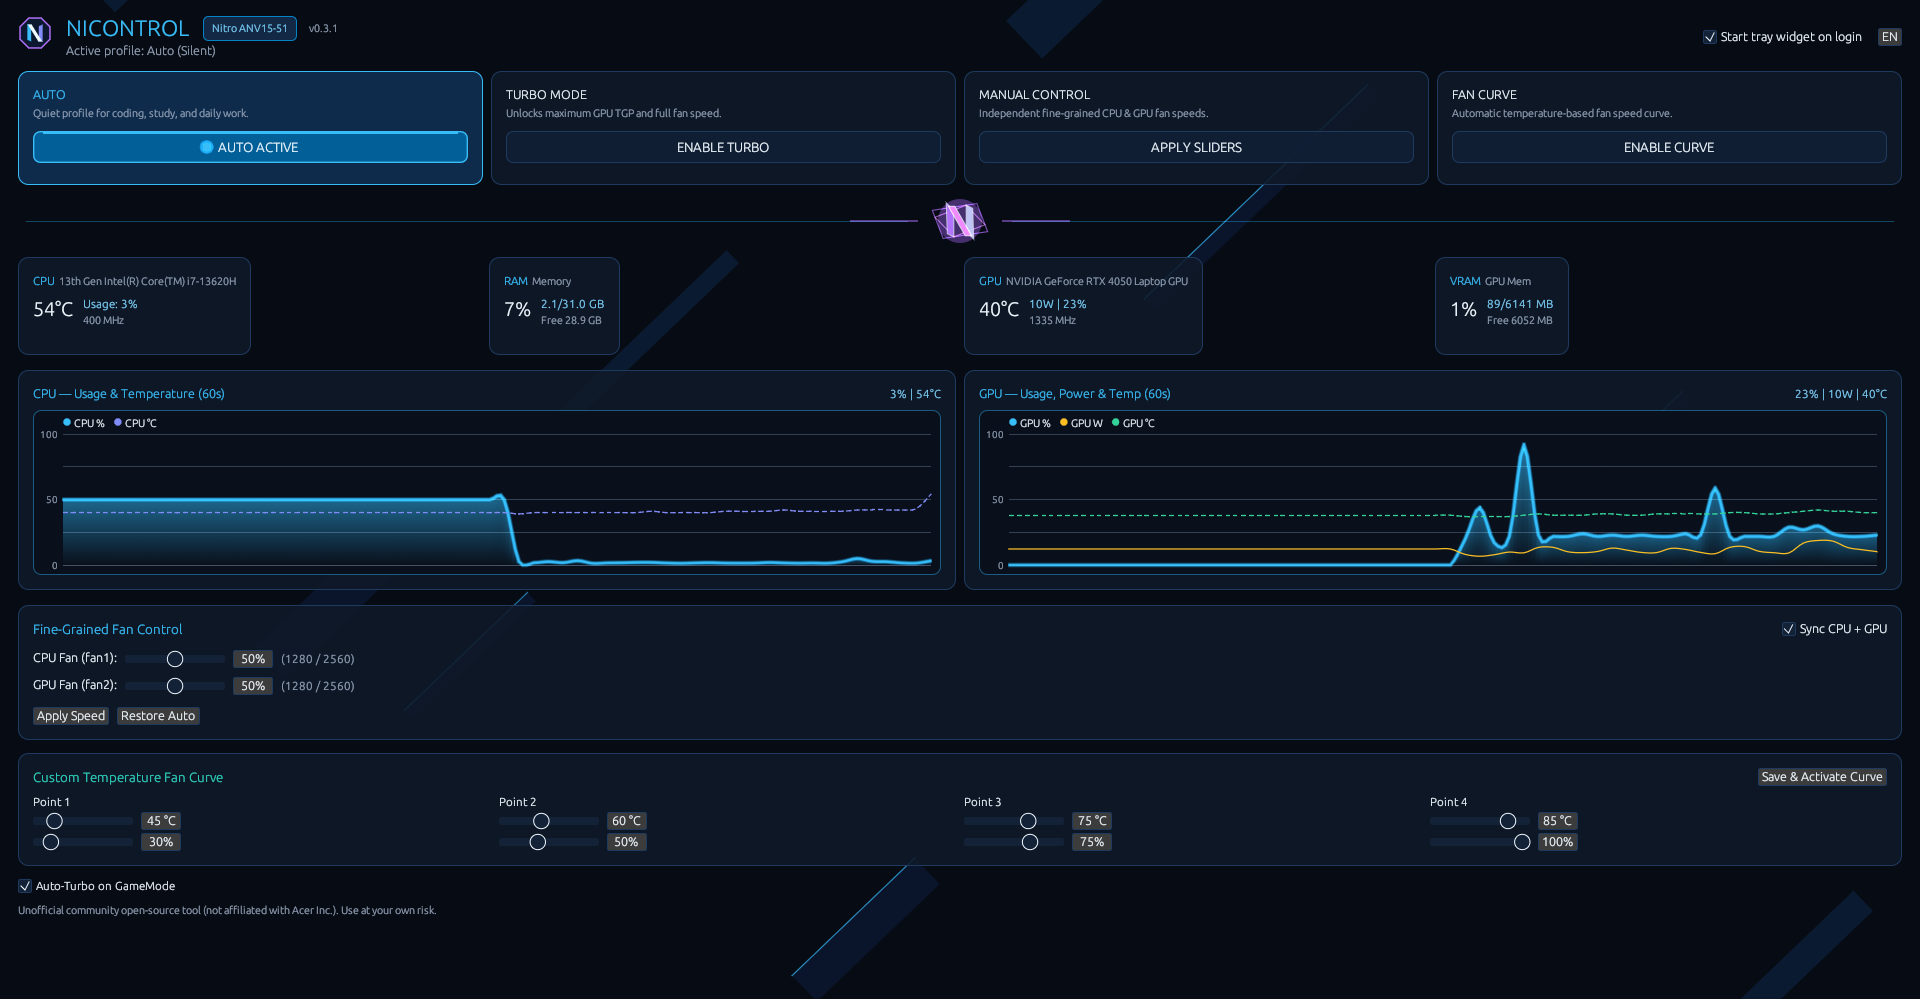 NICONTROL Nitro ANV15-51 v0.3.1
Active profile: Auto (Silent)
Start tray widget on login EN
AUTO
Quiet profile for coding, study, and daily work.
AUTO ACTIVE
TURBO MODE
Unlocks maximum GPU TGP and full fan speed.
ENABLE TURBO
MANUAL CONTROL
Independent fine-grained CPU & GPU fan speeds.
APPLY SLIDERS
FAN CURVE
Automatic temperature-based fan speed curve.
ENABLE CURVE
N
CPU 13th Gen Intel(R) Core(TM) i7-13620H
54°C Usage: 3%
400 MHz
RAM Memory
7% 2.1/31.0 GB
Free 28.9 GB
GPU NVIDIA GeForce RTX 4050 Laptop GPU
40°C 10W | 23%
1335 MHz
VRAM GPU Mem
1% 89/6141 MB
Free 6052 MB
CPU — Usage & Temperature (60s) 3% | 54°C
CPU % CPU °C
100
50
0
GPU — Usage, Power & Temp (60s) 23% | 10W | 40°C
GPU % GPU W GPU °C
100
50
0
Fine-Grained Fan Control Sync CPU + GPU
CPU Fan (fan1): 50% (1280 / 2560)
GPU Fan (fan2): 50% (1280 / 2560)
Apply Speed Restore Auto
Custom Temperature Fan Curve Save & Activate Curve
Point 1
45 °C
30%
Point 2
60 °C
50%
Point 3
75 °C
75%
Point 4
85 °C
100%
Auto-Turbo on GameMode
Unofficial community open-source tool (not affiliated with Acer Inc.). Use at your own risk.